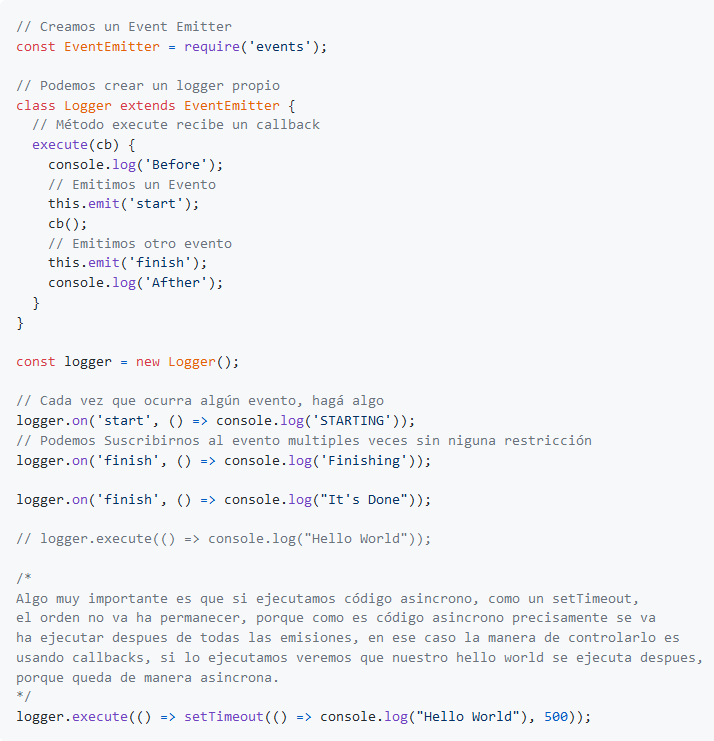 // Creamos un Event Emitter
const EventEmitter = require('events');
// Podemos crear un logger propio
class Logger extends EventEmitter {
// Método execute recibe un callback
execute(cb) {
console.log('Before');
// Emitimos un Evento
this.emit('start');
cb();
// Emitimos otro evento
this.emit('finish');
console.log('Afther');
}
}
const logger = new Logger();
// Cada vez que ocurra algún evento, hagá algo
logger.on('start', () => console.log('STARTING'));
// Podemos Suscribirnos al evento multiples veces sin niguna restricción
logger.on('finish', () => console.log('Finishing'));
logger.on('finish', () => console.log("It's Done"));
// logger.execute(() => console.log("Hello World"));
/*
Algo muy importante es que si ejecutamos código asincrono, como un setTimeout,
el orden no va ha permanecer, porque como es código asincrono precisamente se va
ha ejecutar despues de todas las emisiones, en ese caso la manera de controlarlo es
usando callbacks, si lo ejecutamos veremos que nuestro hello world se ejecuta despues,
porque queda de manera asincrona.
*/
logger.execute(() => setTimeout(() => console.log("Hello World"), 500));